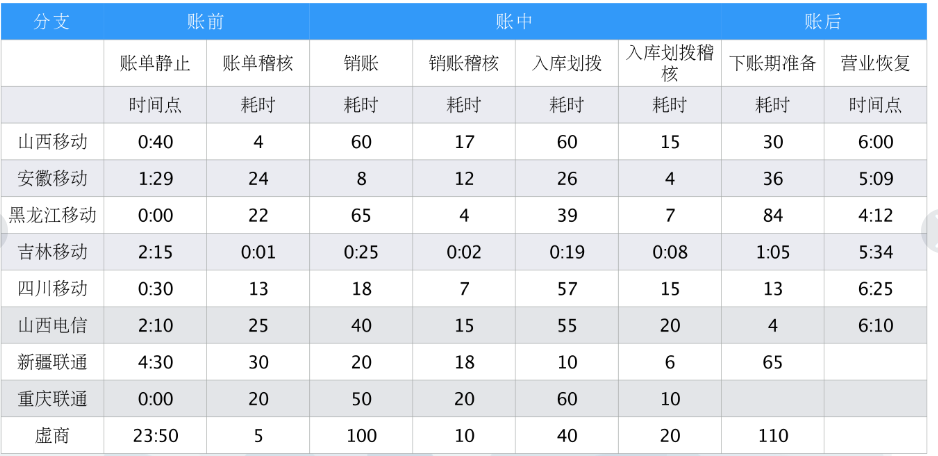 分支 账前 账中 账后
账单静止 账单稽核 销账 销账稽核 入库划拨 入库划拨稽核 下账期准备 营业恢复
时间点 耗时 耗时 耗时 耗时 耗时 耗时 时间点
山西移动 0:40 4 60 17 60 15 30 6:00
安徽移动 1:29 24 8 12 26 4 36 5:09
黑龙江移动 0:00 22 65 4 39 7 84 4:12
吉林移动 2:15 0:01 0:25 0:02 0:19 0:08 1:05 5:34
四川移动 0:30 13 18 7 57 15 13 6:25
山西电信 2:10 25 40 15 55 20 4 6:10
新疆联通 4:30 30 20 18 10 6 65
重庆联通 0:00 20 50 20 60 10
虚商 23:50 5 100 10 40 20 110